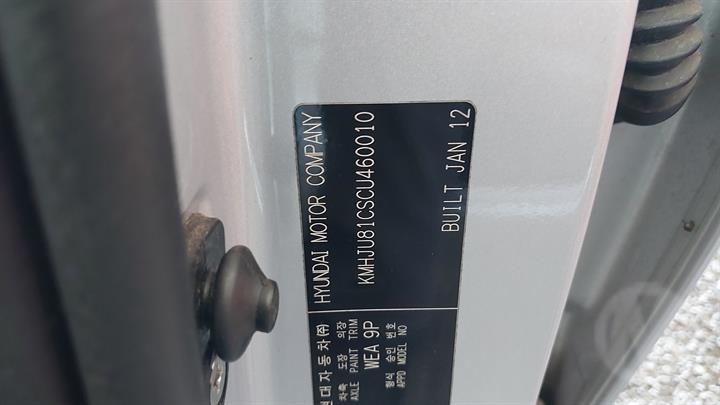 현대자동차(주)
HYUNDAI MOTOR COMPANY
KMHJU81CSCU460010
BUILT JAN 12
차축 도장 의장
AXLE PAINT TRIM
WEA 9P
형식 승인 번호
APPD MODEL NO